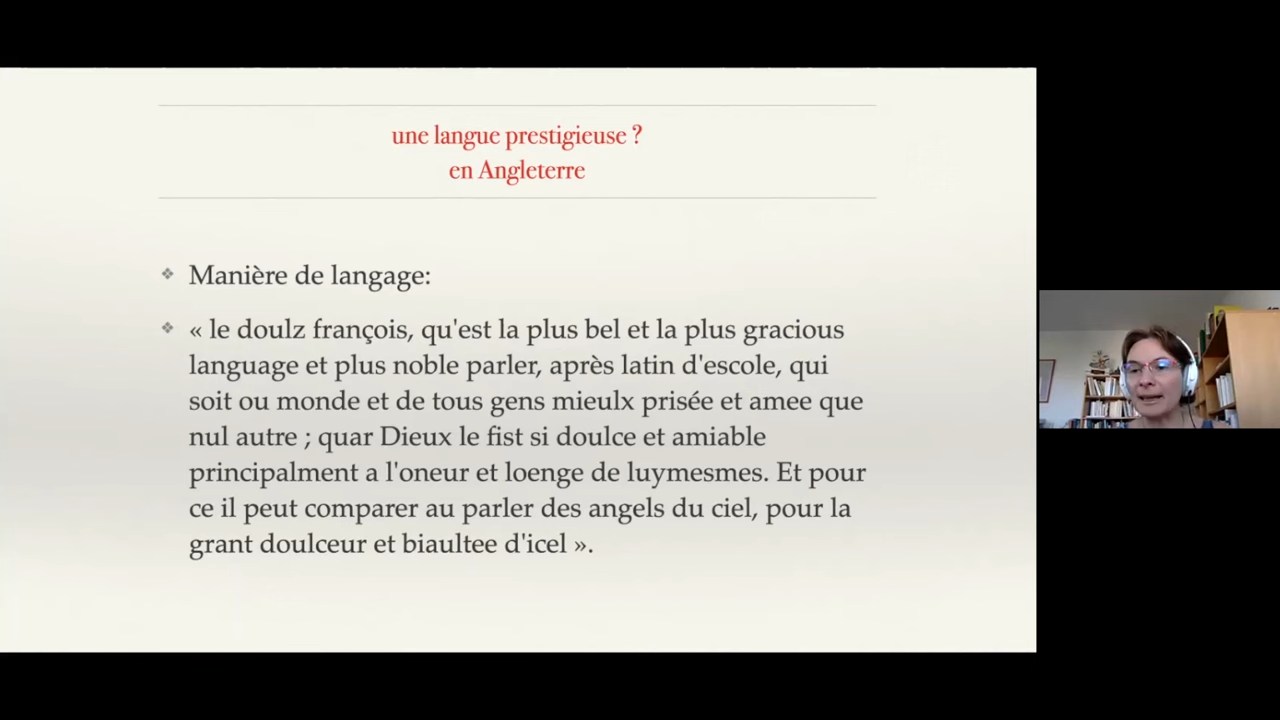 une langue prestigieuse ?
en Angleterre
Manière de langage:
« le doulz françois, qu'est la plus bel et la plus gracious
language et plus noble parler, après latin d'escole, qui
soit ou monde et de tous gens mieulx prisée et amee que
nul autre ; quar Dieux le fist si doulce et amiable
principalment a l'oneur et loenge de luymesmes. Et pour
ce il peut comparer au parler des angels du ciel, pour la
grant doulceur et biaultee d'icel ».